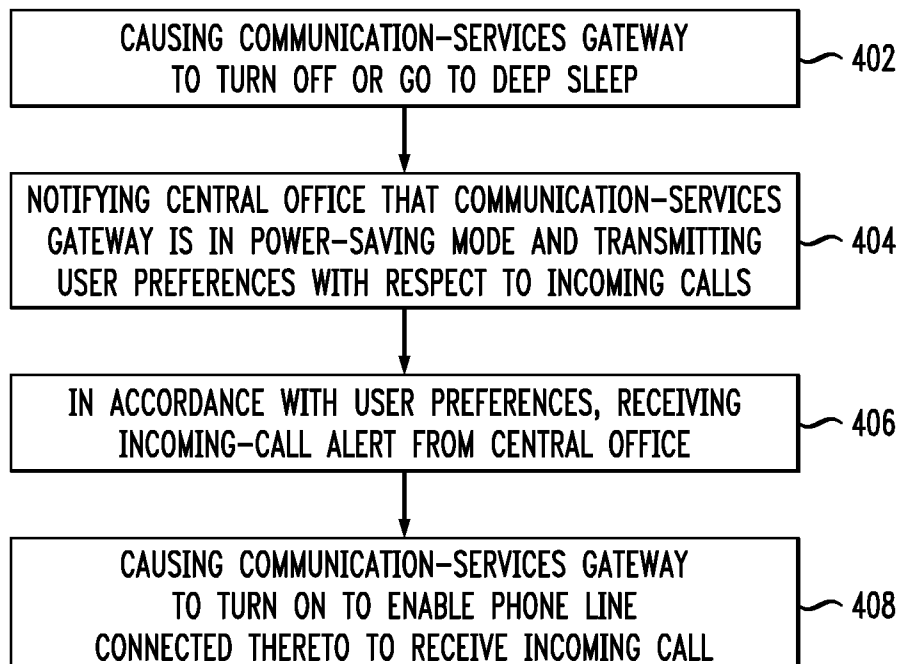 CAUSING COMMUNICATION-SERVICES GATEWAY
TO TURN OFF OR GO TO DEEP SLEEP
402
NOTIFYING CENTRAL OFFICE THAT COMMUNICATION-SERVICES
GATEWAY IS IN POWER-SAVING MODE AND TRANSMITTING
USER PREFERENCES WITH RESPECT TO INCOMING CALLS
404
IN ACCORDANCE WITH USER PREFERENCES, RECEIVING
INCOMING-CALL ALERT FROM CENTRAL OFFICE
406
CAUSING COMMUNICATION-SERVICES GATEWAY
TO TURN ON TO ENABLE PHONE LINE
CONNECTED THERETO TO RECEIVE INCOMING CALL
408